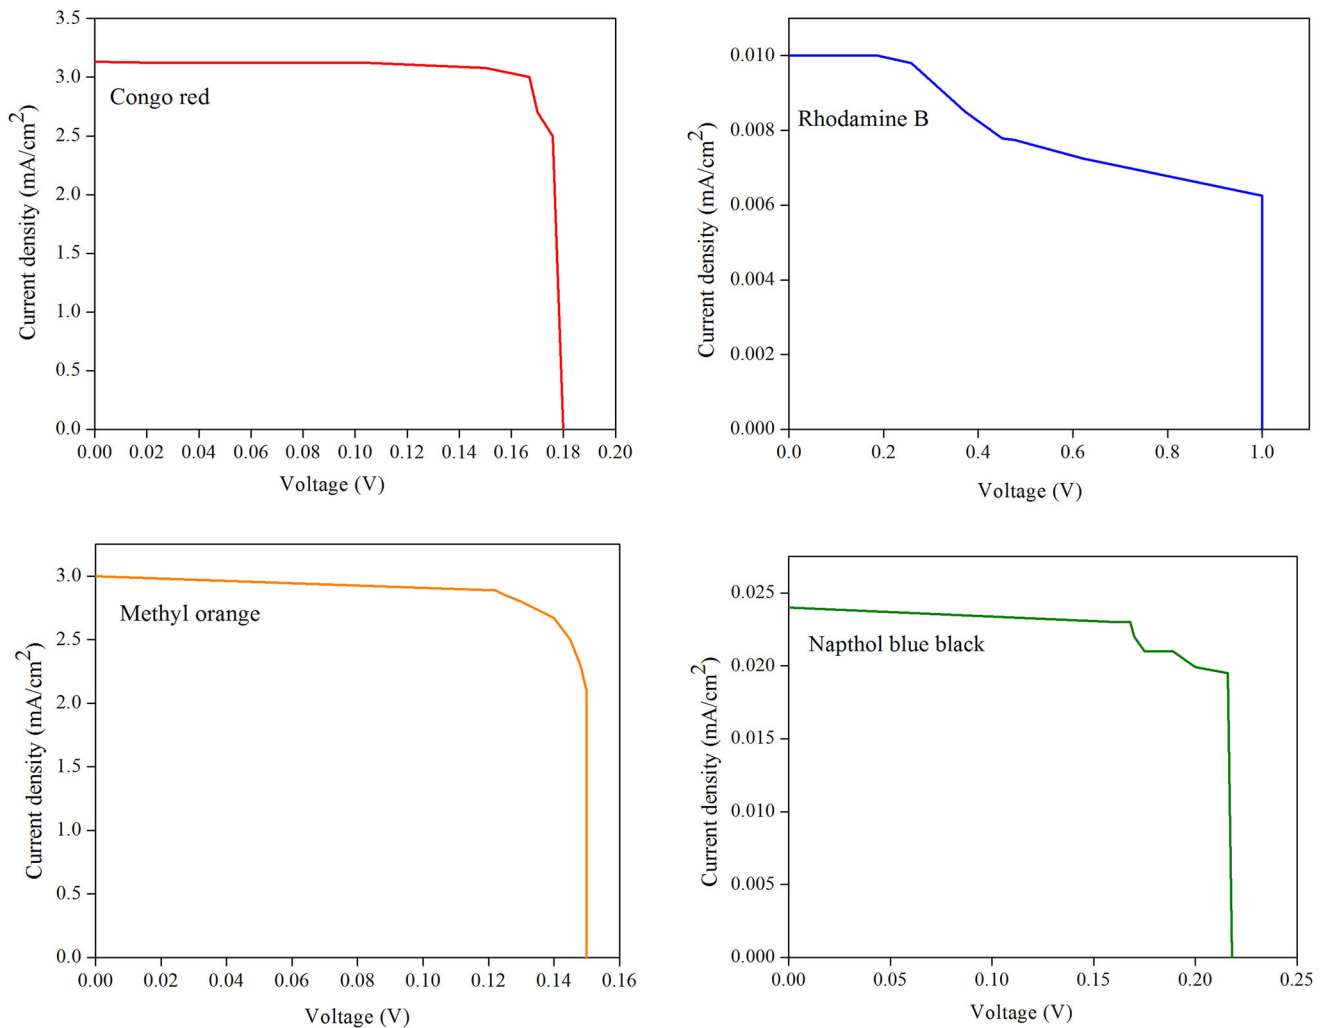 3.5
3.0
2.5
2.0
1.5
1.0
0.5
0.0
Current density (mA/cm²)
Congo red
0.00 0.02 0.04 0.06 0.08 0.10 0.12 0.14 0.16 0.18 0.20
Voltage (V)
0.010
0.008
0.006
0.004
0.002
0.000
Current density (mA/cm²)
Rhodamine B
0.0 0.2 0.4 0.6 0.8 1.0
Voltage (V)
3.0
2.5
2.0
1.5
1.0
0.5
0.0
Current density (mA/cm²)
Methyl orange
0.00 0.02 0.04 0.06 0.08 0.10 0.12 0.14 0.16
Voltage (V)
0.025
0.020
0.015
0.010
0.005
0.000
Current density (mA/cm²)
Napthol blue black
0.00 0.05 0.10 0.15 0.20 0.25
Voltage (V)